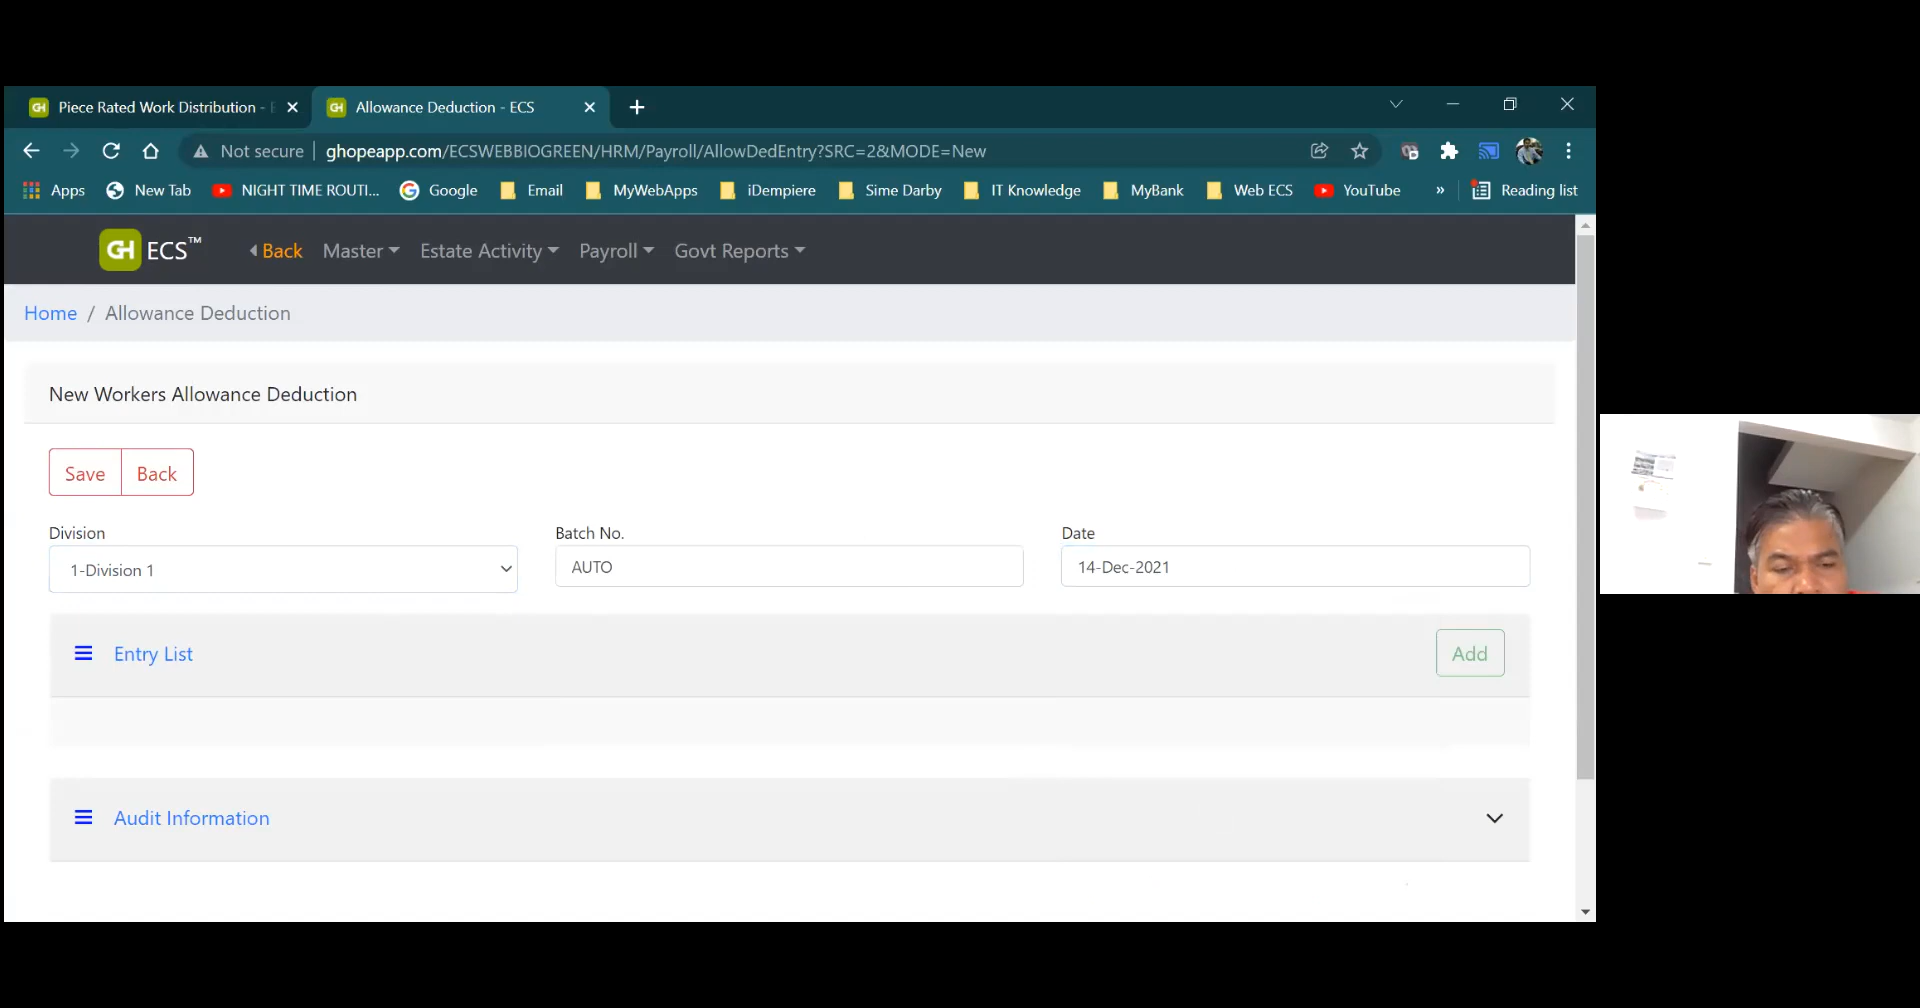 Piece Rated Work Distribution - E
Allowance Deduction - ECS
Not secure
ghopeapp.com/ECSWEBBIOGREEN/HRM/Payroll/AllowDedEntry?SRC=2&MODE=New
Apps
New Tab
NIGHT TIME ROUTI...
Google
Email
MyWebApps
iDempiere
Sime Darby
IT Knowledge
MyBank
Web ECS
YouTube
»
Reading list
GH ECS™
Back
Master
Estate Activity
Payroll
Govt Reports
Home / Allowance Deduction
New Workers Allowance Deduction
Save
Back
Division
Batch No.
Date
1-Division 1
AUTO
14-Dec-2021
Entry List
Add
Audit Information